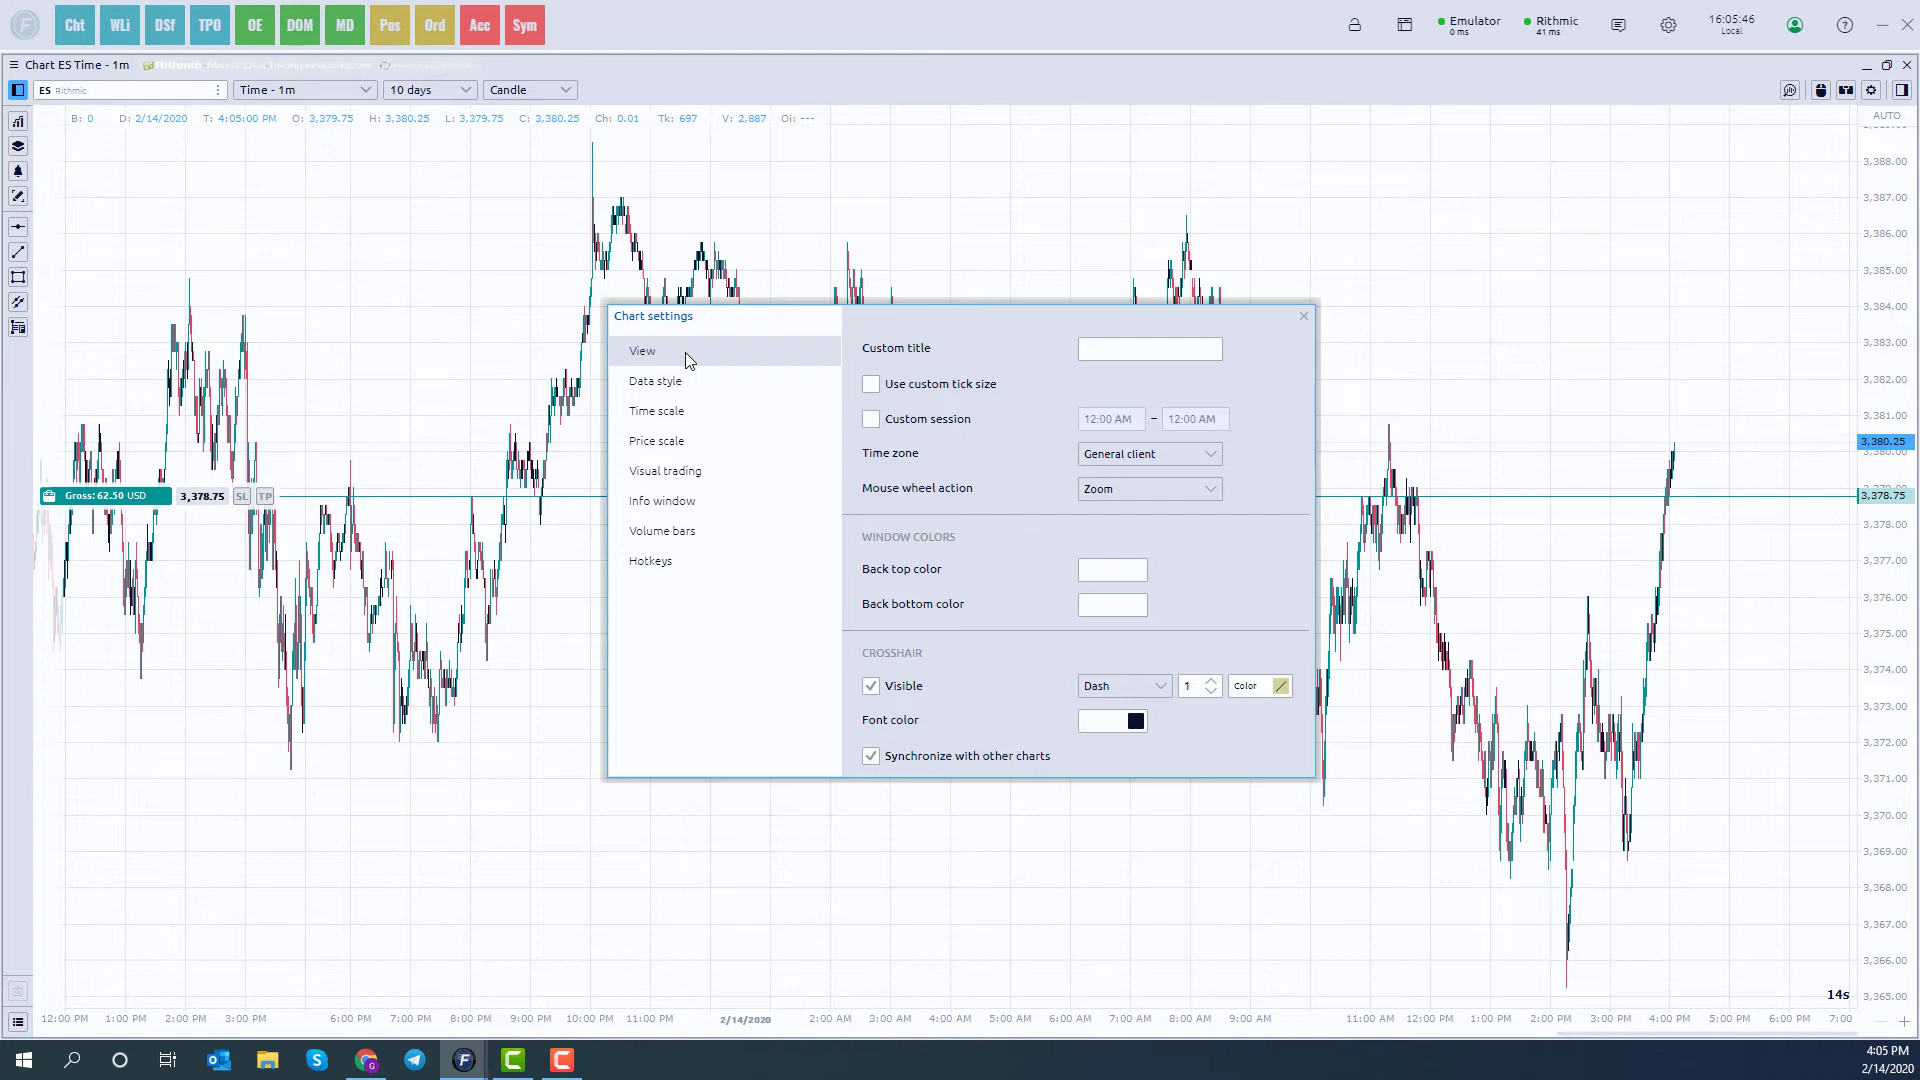 F Cht WLi DSf TPO OE DOM MD Pos Ord Acc Sym
Emulator
0 ms
Rithmic
41 ms
16:05:46
Local
Chart ES Time - 1m
ES Rithmic Time - 1m 10 days Candle
B: 0 D: 2/14/2020 T: 4:05:00 PM O: 3,379.75 H: 3,380.25 L: 3,379.75 C: 3,380.25 Ch: 0.01 Tk: 697 V: 2,887 Oi: ---
AUTO
3,388.00
3,387.00
3,386.00
3,385.00
3,384.00
3,383.00
3,382.00
3,381.00
3,380.25
3,380.00
3,378.75
3,378.00
3,377.00
3,376.00
3,375.00
3,374.00
3,373.00
3,372.00
3,371.00
3,370.00
3,369.00
3,368.00
3,367.00
3,366.00
3,365.00
Gross: 62.50 USD 3,378.75 SL TP
Chart settings
View
Data style
Time scale
Price scale
Visual trading
Info window
Volume bars
Hotkeys
Custom title
Use custom tick size
Custom session 12:00 AM – 12:00 AM
Time zone General client
Mouse wheel action Zoom
WINDOW COLORS
Back top color
Back bottom color
CROSSHAIR
Visible Dash 1 Color
Font color
Synchronize with other charts
14s
12:00 PM 1:00 PM 2:00 PM 3:00 PM 6:00 PM 7:00 PM 8:00 PM 9:00 PM 10:00 PM 11:00 PM 2/14/2020 2:00 AM 3:00 AM 4:00 AM 5:00 AM 6:00 AM 7:00 AM 8:00 AM 9:00 AM 11:00 AM 12:00 PM 1:00 PM 2:00 PM 3:00 PM 4:00 PM 5:00 PM 6:00 PM 7:00
4:05 PM
2/14/2020